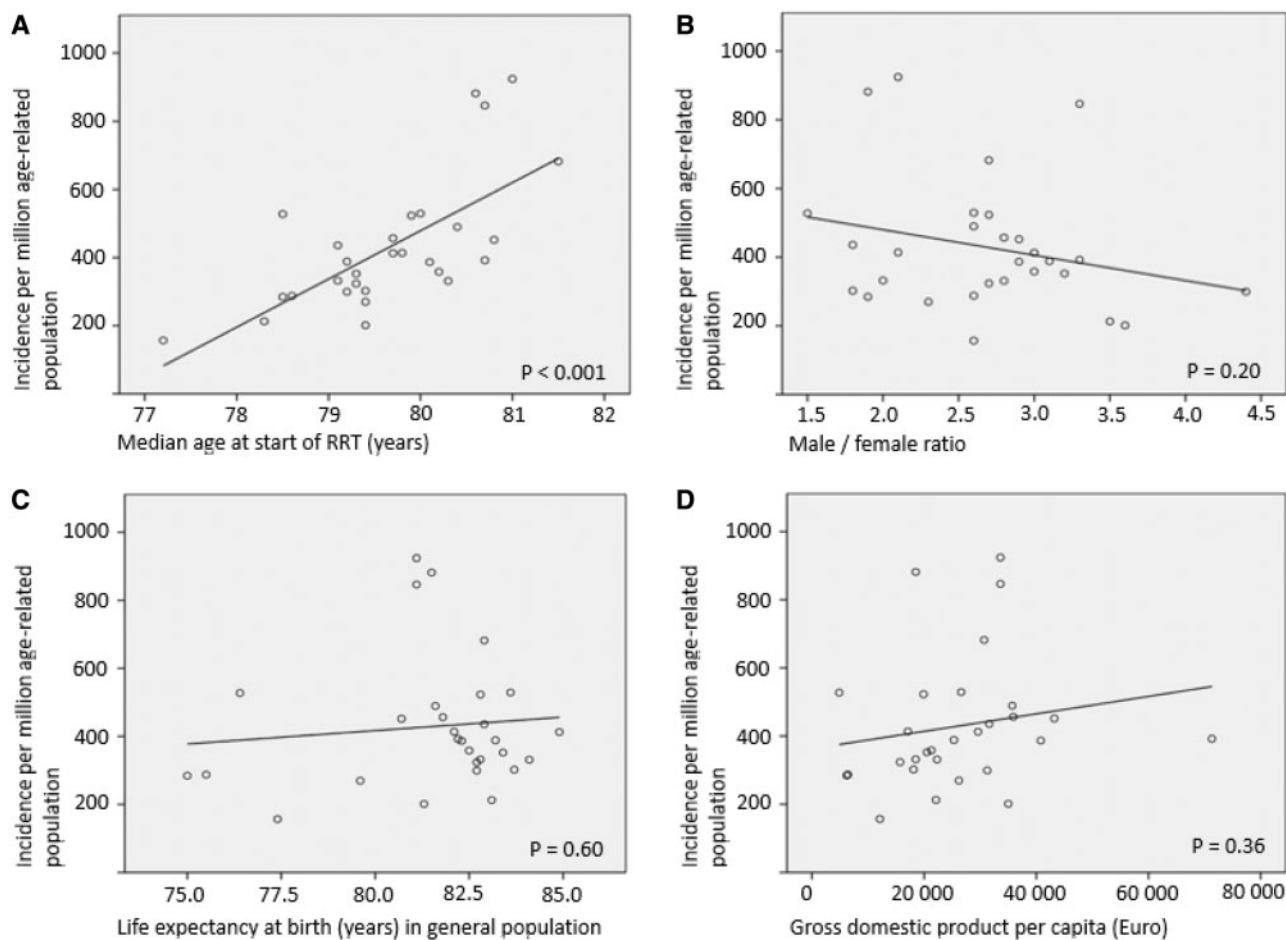 A
Incidence per million age-related
population
1000
800
600
400
200
P < 0.001
77 78 79 80 81 82
Median age at start of RRT (years)
B
Incidence per million age-related
population
1000
800
600
400
200
P = 0.20
1.5 2.0 2.5 3.0 3.5 4.0 4.5
Male / female ratio
C
Incidence per million age-related
population
1000
800
600
400
200
P = 0.60
75.0 77.5 80.0 82.5 85.0
Life expectancy at birth (years) in general population
D
Incidence per million age-related
population
1000
800
600
400
200
P = 0.36
0 20 000 40 000 60 000 80 000
Gross domestic product per capita (Euro)